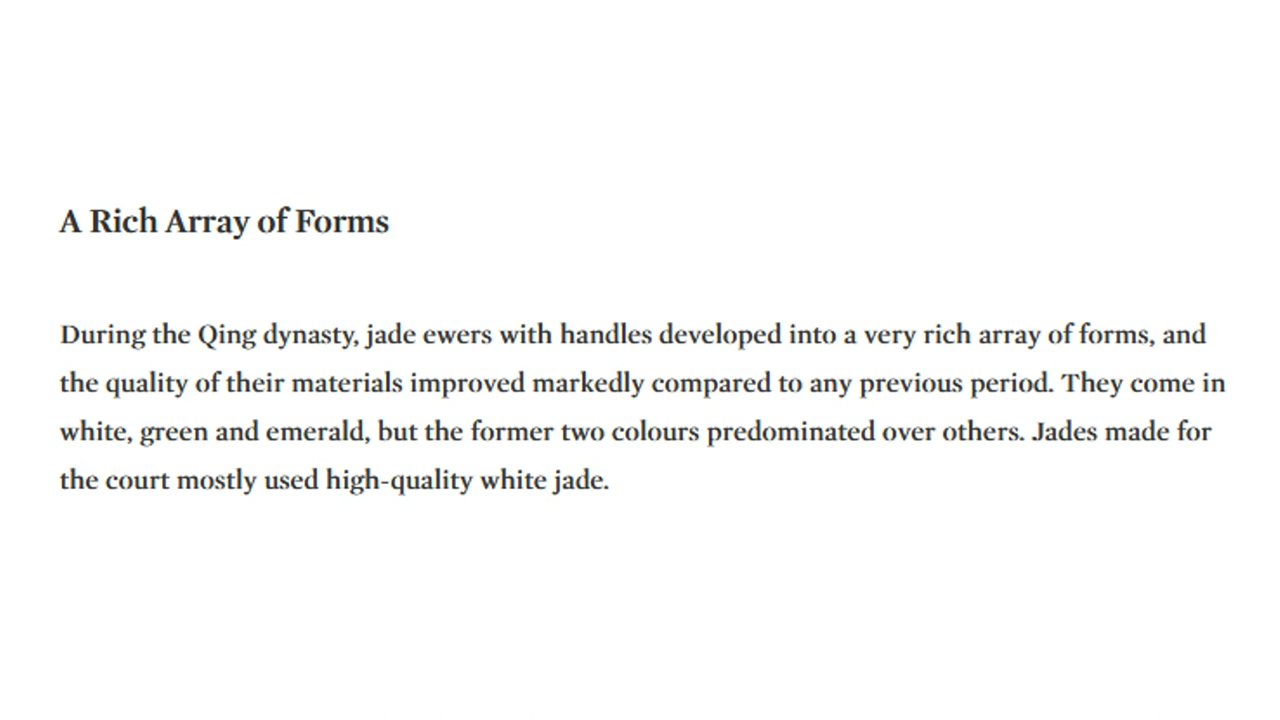 A Rich Array of Forms
During the Qing dynasty, jade ewers with handles developed into a very rich array of forms, and
the quality of their materials improved markedly compared to any previous period. They come in
white, green and emerald, but the former two colours predominated over others. Jades made for
the court mostly used high-quality white jade.